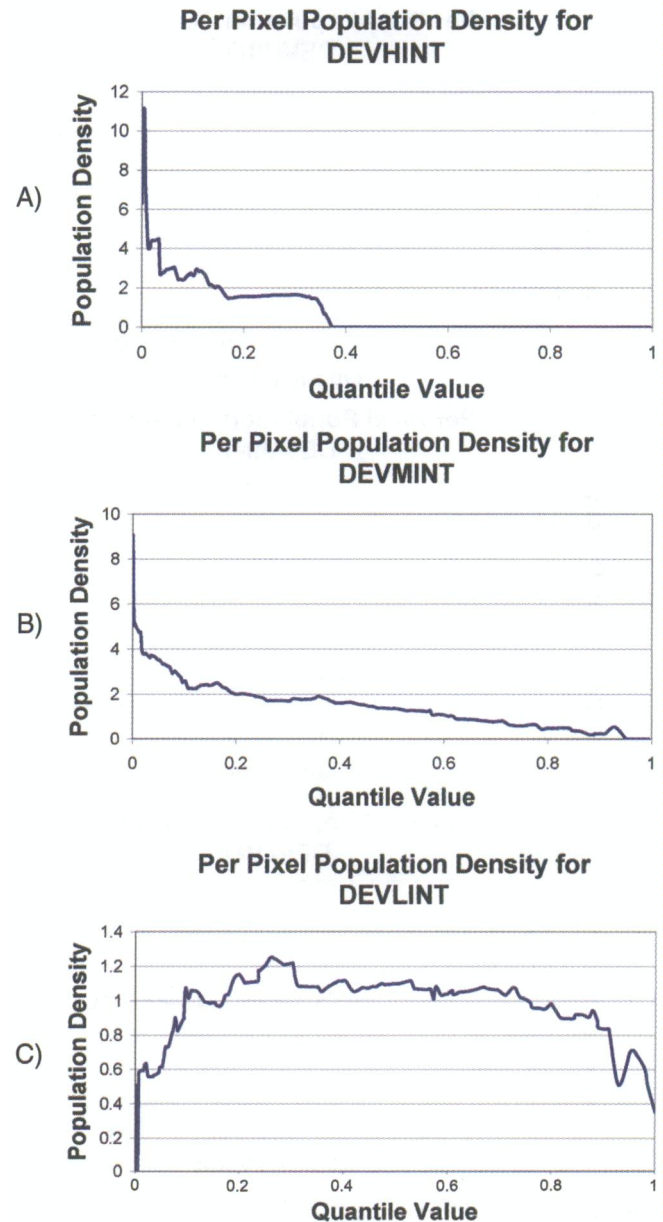 Per Pixel Population Density for
DEVHINT
A)
Population Density
12
10
8
6
4
2
0
0 0.2 0.4 0.6 0.8 1
Quantile Value
Per Pixel Population Density for
DEVMINT
B)
Population Density
10
8
6
4
2
0
0 0.2 0.4 0.6 0.8 1
Quantile Value
Per Pixel Population Density for
DEVLINT
C)
Population Density
1.4
1.2
1
0.8
0.6
0.4
0.2
0
0 0.2 0.4 0.6 0.8 1
Quantile Value